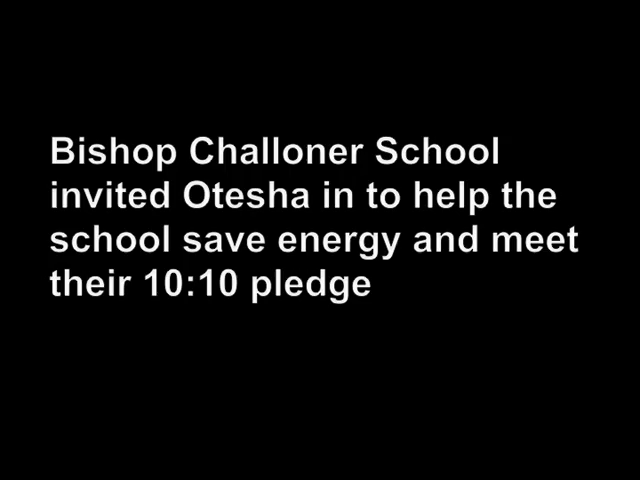 Bishop Challoner School
invited Otesha in to help the
school save energy and meet
their 10:10 pledge